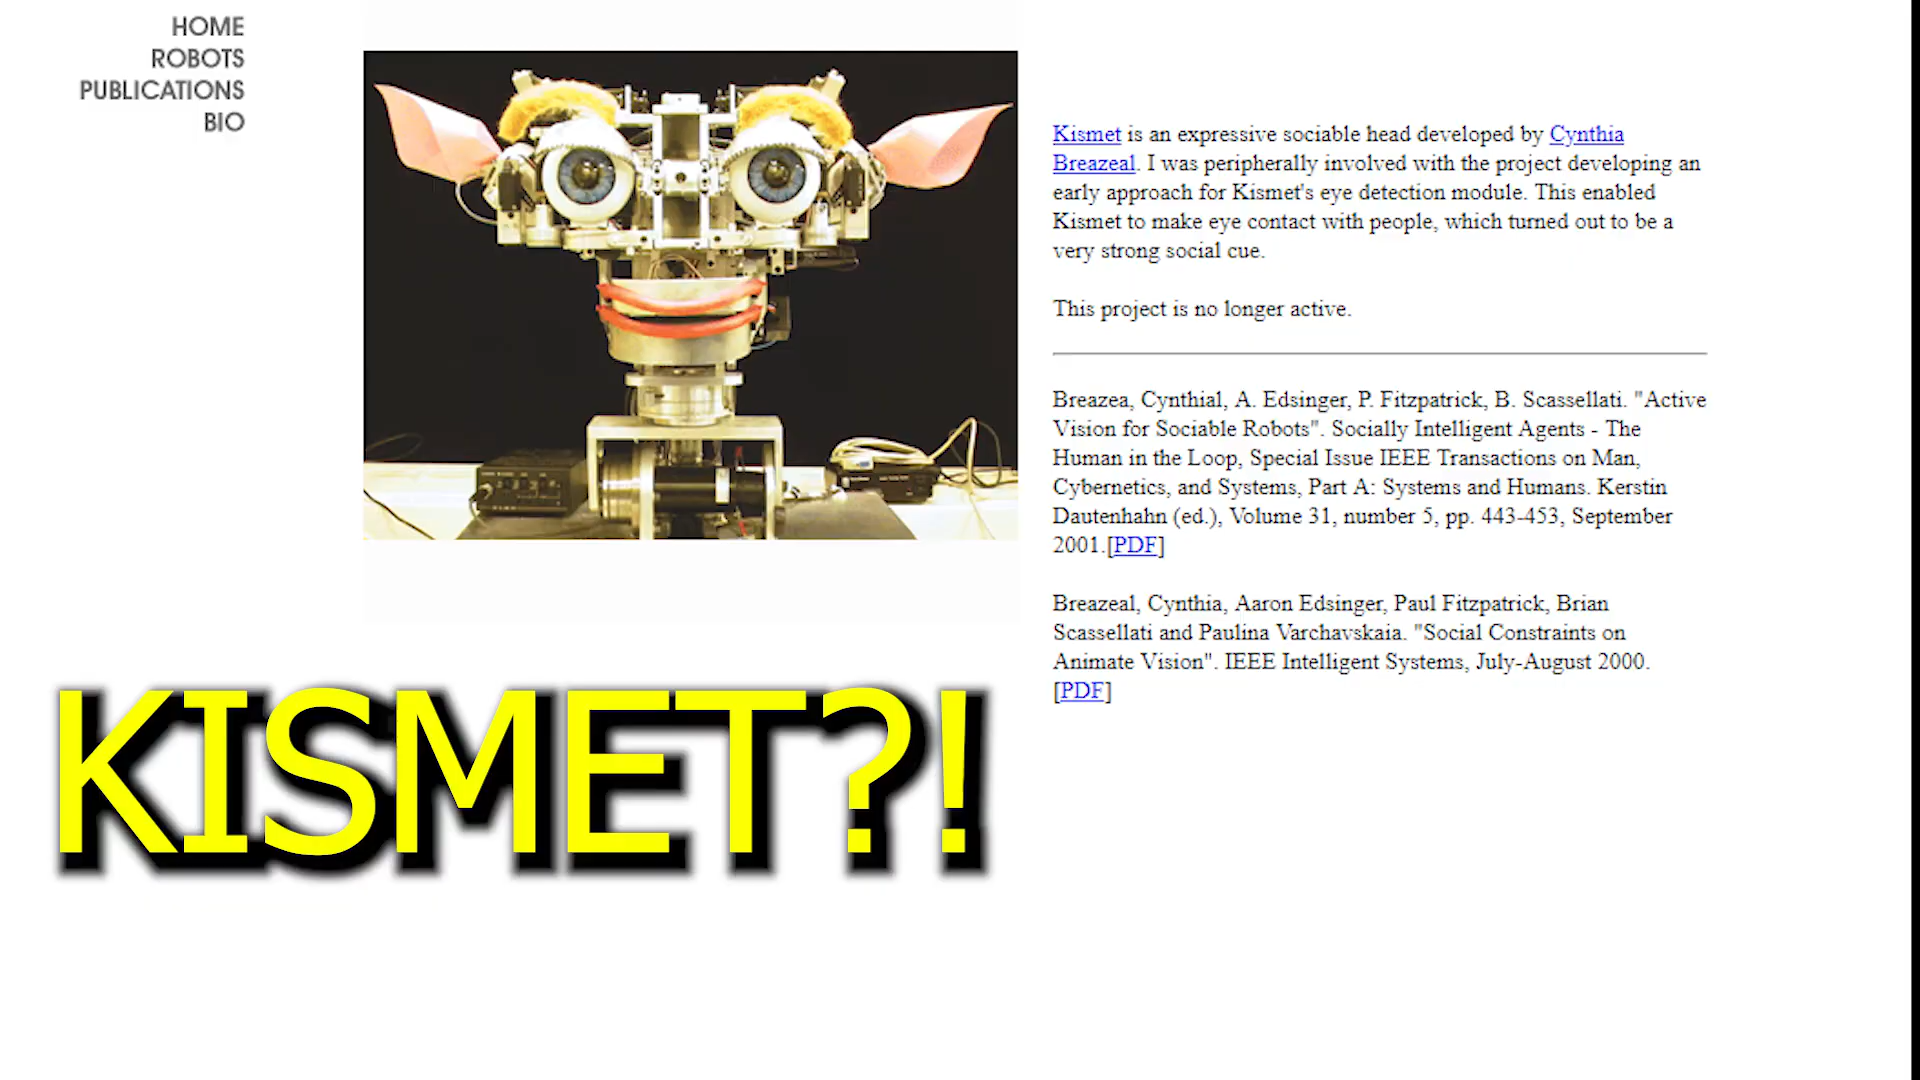 HOME
ROBOTS
PUBLICATIONS
BIO
Kismet is an expressive sociable head developed by Cynthia
Breazeal. I was peripherally involved with the project developing an
early approach for Kismet's eye detection module. This enabled
Kismet to make eye contact with people, which turned out to be a
very strong social cue.
This project is no longer active.
Breazea, Cynthial, A. Edsinger, P. Fitzpatrick, B. Scassellati. "Active
Vision for Sociable Robots". Socially Intelligent Agents - The
Human in the Loop, Special Issue IEEE Transactions on Man,
Cybernetics, and Systems, Part A: Systems and Humans. Kerstin
Dautenhahn (ed.), Volume 31, number 5, pp. 443-453, September
2001.[PDF]
Breazeal, Cynthia, Aaron Edsinger, Paul Fitzpatrick, Brian
Scassellati and Paulina Varchavskaia. "Social Constraints on
Animate Vision". IEEE Intelligent Systems, July-August 2000.
[PDF]
KISMET?!